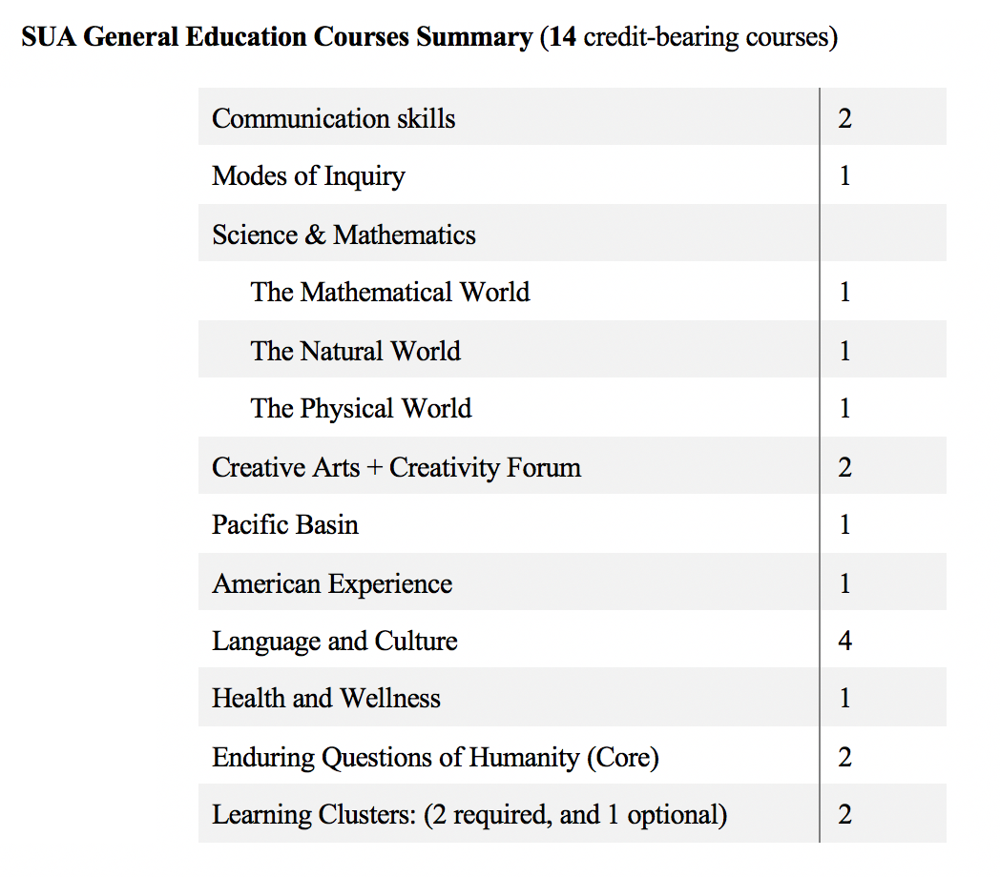 SUA General Education Courses Summary (14 credit-bearing courses)
Communication skills 2
Modes of Inquiry 1
Science & Mathematics
The Mathematical World 1
The Natural World 1
The Physical World 1
Creative Arts + Creativity Forum 2
Pacific Basin 1
American Experience 1
Language and Culture 4
Health and Wellness 1
Enduring Questions of Humanity (Core) 2
Learning Clusters: (2 required, and 1 optional) 2